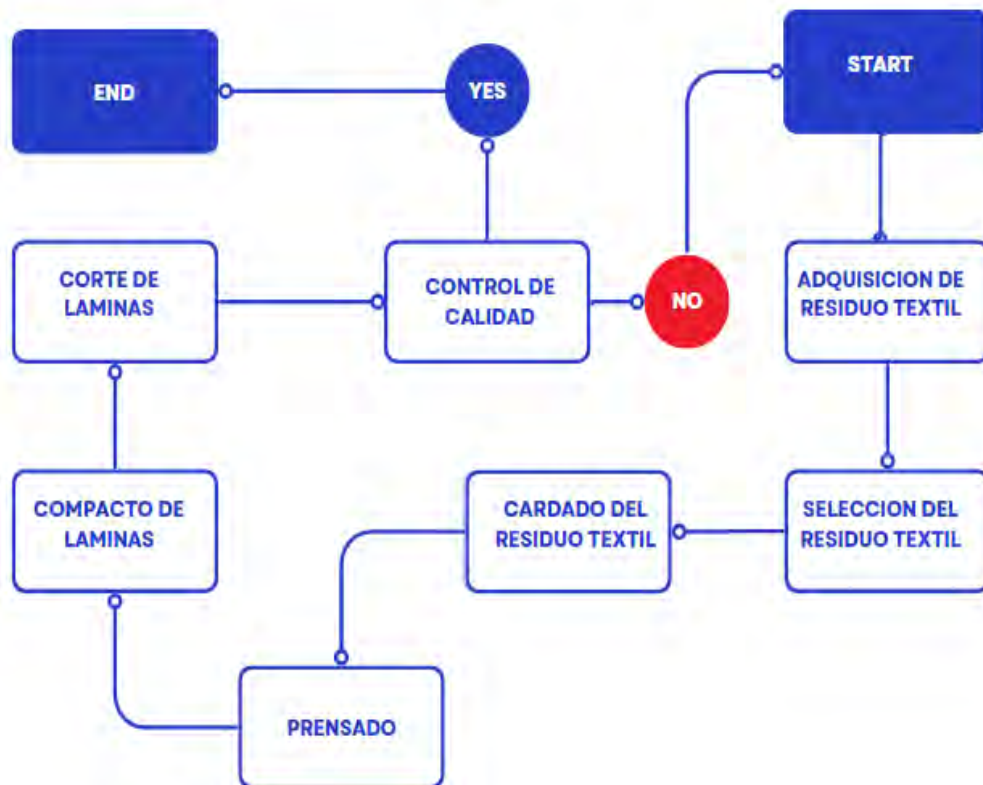 END
YES
START
CORTE DE
LAMINAS
CONTROL DE
CALIDAD
NO
ADQUISICION DE
RESIDUO TEXTIL
COMPACTO DE
LAMINAS
CARDADO DEL
RESIDUO TEXTIL
SELECCION DEL
RESIDUO TEXTIL
PRENSADO